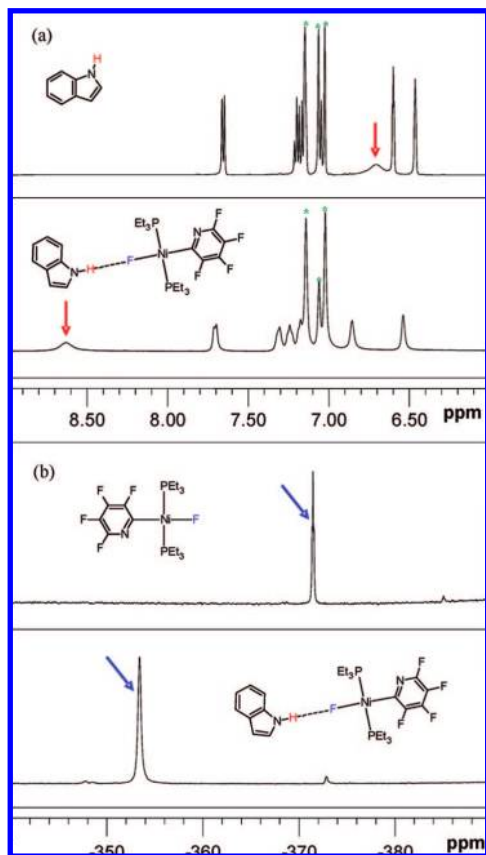 (a)
H
N
Et₃P
F
N
F
N H F Ni F
F F
PEt₃
8.50 8.00 7.50 7.00 6.50 ppm
(b)
F F PEt₃
F Ni F
F N PEt₃
Et₃P
F
N
F
N H F Ni F
F F
PEt₃
-350 -360 -370 -380 ppm